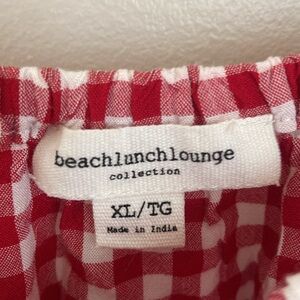 beachlunchlounge
collection
XL/TG
Made in India